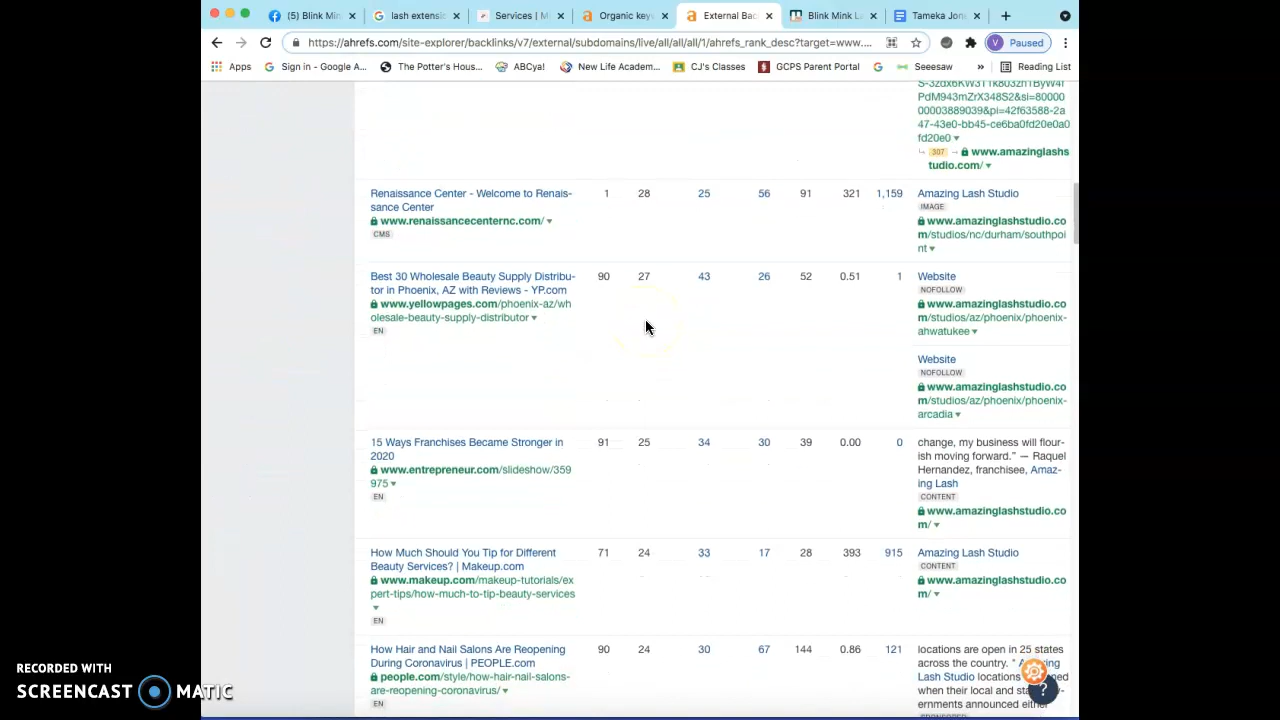 (5) Blink Min
lash extensio
Services | M
Organic key
External Bac
Blink Mink La
Tameka Jone
https://ahrefs.com/site-explorer/backlinks/v7/external/subdomains/live/all/all/all/1/ahrefs_rank_desc?target=www....
V Paused
Apps
Sign in - Google A...
The Potter's Hous...
ABCya!
New Life Academ...
CJ's Classes
GCPS Parent Portal
Seeesaw
»
Reading List
PdM943mZrX348S2&si=80000
000003889039&pi=42f63588-2a
47-43e0-bb45-ce6ba0fd20e0a0
fd20e0
307 → www.amazinglashs
tudio.com/
Renaissance Center - Welcome to Renais-
sance Center
www.renaissancecenternc.com/
CMS
1 28 25 56 91 321 1,159
Amazing Lash Studio
IMAGE
www.amazinglashstudio.co
m/studios/nc/durham/southpoi
nt
Best 30 Wholesale Beauty Supply Distribu-
tor in Phoenix, AZ with Reviews - YP.com
www.yellowpages.com/phoenix-az/wh
olesale-beauty-supply-distributor
EN
90 27 43 26 52 0.51 1
Website
NOFOLLOW
www.amazinglashstudio.co
m/studios/az/phoenix/phoenix-
ahwatukee
Website
NOFOLLOW
www.amazinglashstudio.co
m/studios/az/phoenix/phoenix-
arcadia
15 Ways Franchises Became Stronger in
2020
www.entrepreneur.com/slideshow/359
975
EN
91 25 34 30 39 0.00 0
change, my business will flour-
ish moving forward.” — Raquel
Hernandez, franchisee, Amaz-
ing Lash
CONTENT
www.amazinglashstudio.co
m/
How Much Should You Tip for Different
Beauty Services? | Makeup.com
www.makeup.com/makeup-tutorials/ex
pert-tips/how-much-to-tip-beauty-services
EN
71 24 33 17 28 393 915
Amazing Lash Studio
CONTENT
www.amazinglashstudio.co
m/
How Hair and Nail Salons Are Reopening
During Coronavirus | PEOPLE.com
people.com/style/how-hair-nail-salons-
are-reopening-coronavirus/
EN
90 24 30 67 144 0.86 121
locations are open in 25 states
across the country. "
Lash Studio locations
when their local and
ernments announced
?
RECORDED WITH
SCREENCAST MATIC